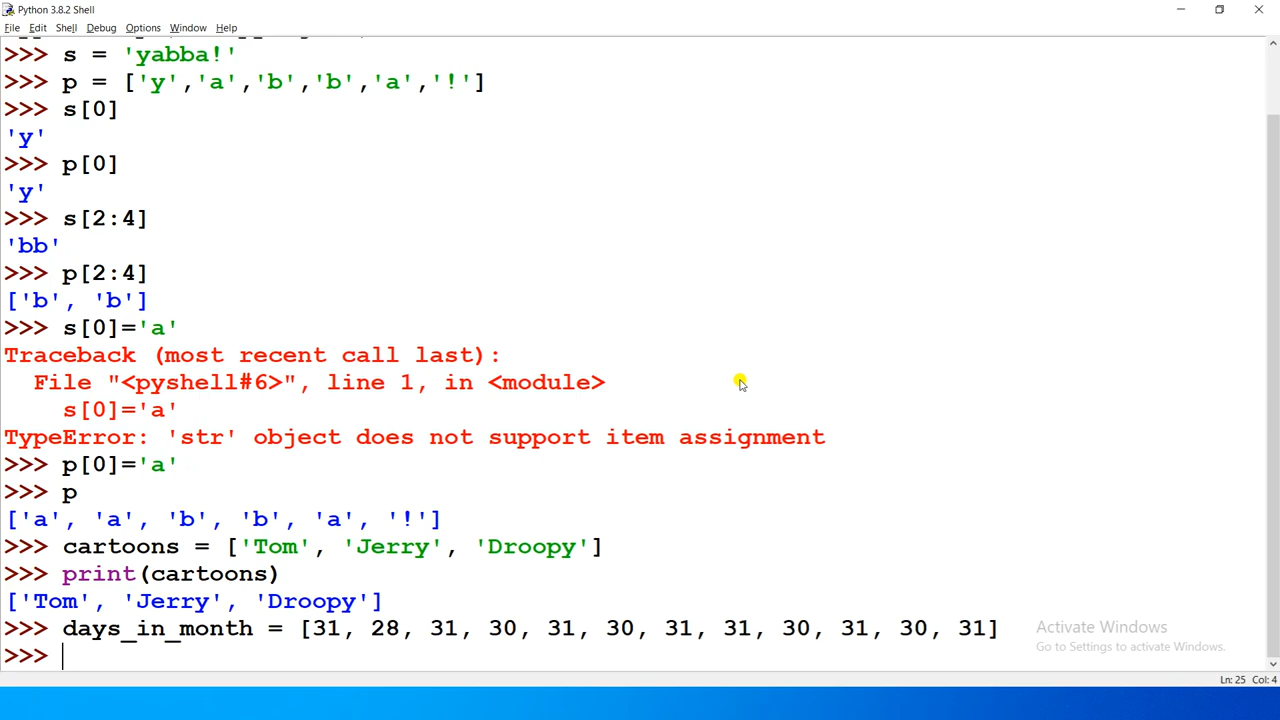 Python 3.8.2 Shell
File Edit Shell Debug Options Window Help
>>> s = 'yabba!'
>>> p = ['y','a','b','b','a','!']
>>> s[0]
'y'
>>> p[0]
'y'
>>> s[2:4]
'bb'
>>> p[2:4]
['b', 'b']
>>> s[0]='a'
Traceback (most recent call last):
  File "<pyshell#6>", line 1, in <module>
    s[0]='a'
TypeError: 'str' object does not support item assignment
>>> p[0]='a'
>>> p
['a', 'a', 'b', 'b', 'a', '!']
>>> cartoons = ['Tom', 'Jerry', 'Droopy']
>>> print(cartoons)
['Tom', 'Jerry', 'Droopy']
>>> days_in_month = [31, 28, 31, 30, 31, 30, 31, 31, 30, 31, 30, 31]
>>>
Activate Windows
Go to Settings to activate Windows.
Ln: 25 Col: 4